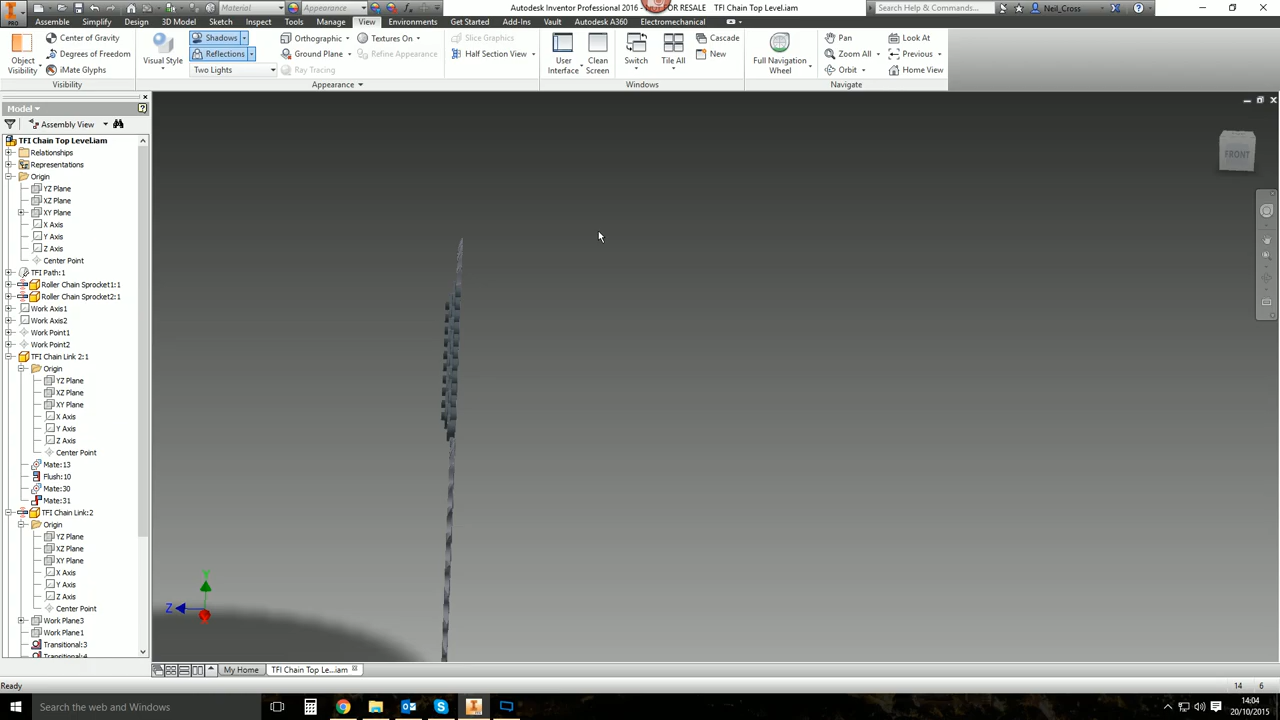 Material
Appearance
Autodesk Inventor Professional 2016 - NOT FOR RESALE TFI Chain Top Level.iam
Search Help & Commands...
Neil_Cross
PRO
Assembly Simplify Design 3D Model Sketch Inspect Tools Manage View Environments Get Started Add-Ins Vault Autodesk A360 Electromechanical
Object Visibility
Center of Gravity
Degrees of Freedom
iMate Glyphs
Visibility
Visual Style
Shadows
Reflections
Two Lights
Orthographic
Ground Plane
Ray Tracing
Textures On
Refine Appearance
Slice Graphics
Half Section View
Appearance
User Interface
Clean Screen
Switch
Tile All
Cascade
New
Windows
Full Navigation Wheel
Pan
Zoom All
Orbit
Look At
Previous
Home View
Navigate
Model
Assembly View
TFI Chain Top Level.iam
Relationships
Representations
Origin
YZ Plane
XZ Plane
XY Plane
X Axis
Y Axis
Z Axis
Center Point
TFI Path:1
Roller Chain Sprocket1:1
Roller Chain Sprocket2:1
Work Axis1
Work Axis2
Work Point1
Work Point2
TFI Chain Link 2:1
Origin
YZ Plane
XZ Plane
XY Plane
X Axis
Y Axis
Z Axis
Center Point
Mate:13
Flush:10
Mate:30
Mate:31
TFI Chain Link:2
Origin
YZ Plane
XZ Plane
XY Plane
X Axis
Y Axis
Z Axis
Center Point
Work Plane3
Work Plane1
Transitional:3
Transitional:4
FRONT
Y
Z
My Home
TFI Chain Top Le...iam
Ready
14 6
Search the web and Windows
14:04
20/10/2015